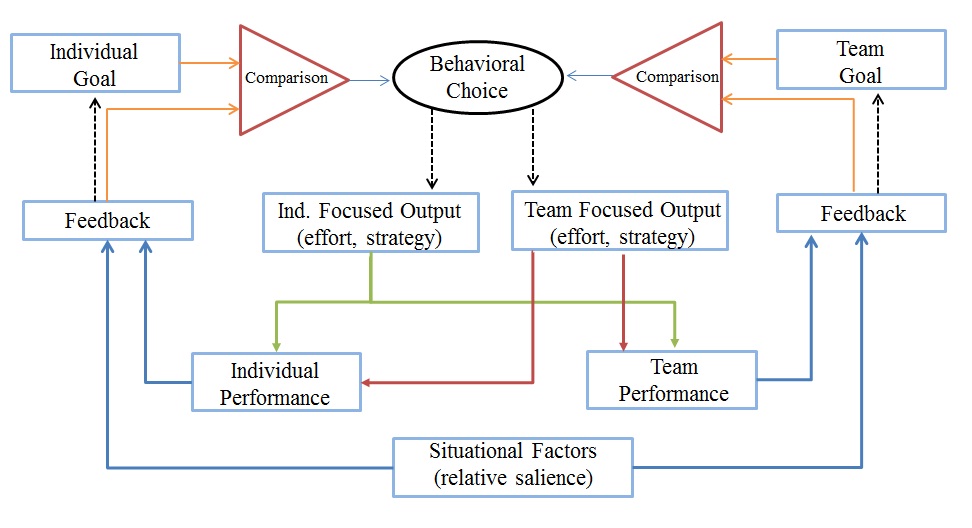 Individual
Goal
Comparison
Behavioral
Choice
Comparison
Team
Goal
Feedback
Ind. Focused Output
(effort, strategy)
Team Focused Output
(effort, strategy)
Feedback
Individual
Performance
Team
Performance
Situational Factors
(relative salience)